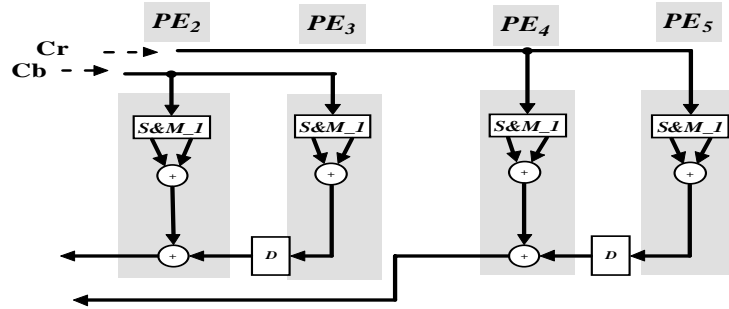 PE2 PE3 PE4 PE5
Cr
Cb
S&M_1 S&M_1 S&M_1 S&M_1
+ + + +
+ D + D